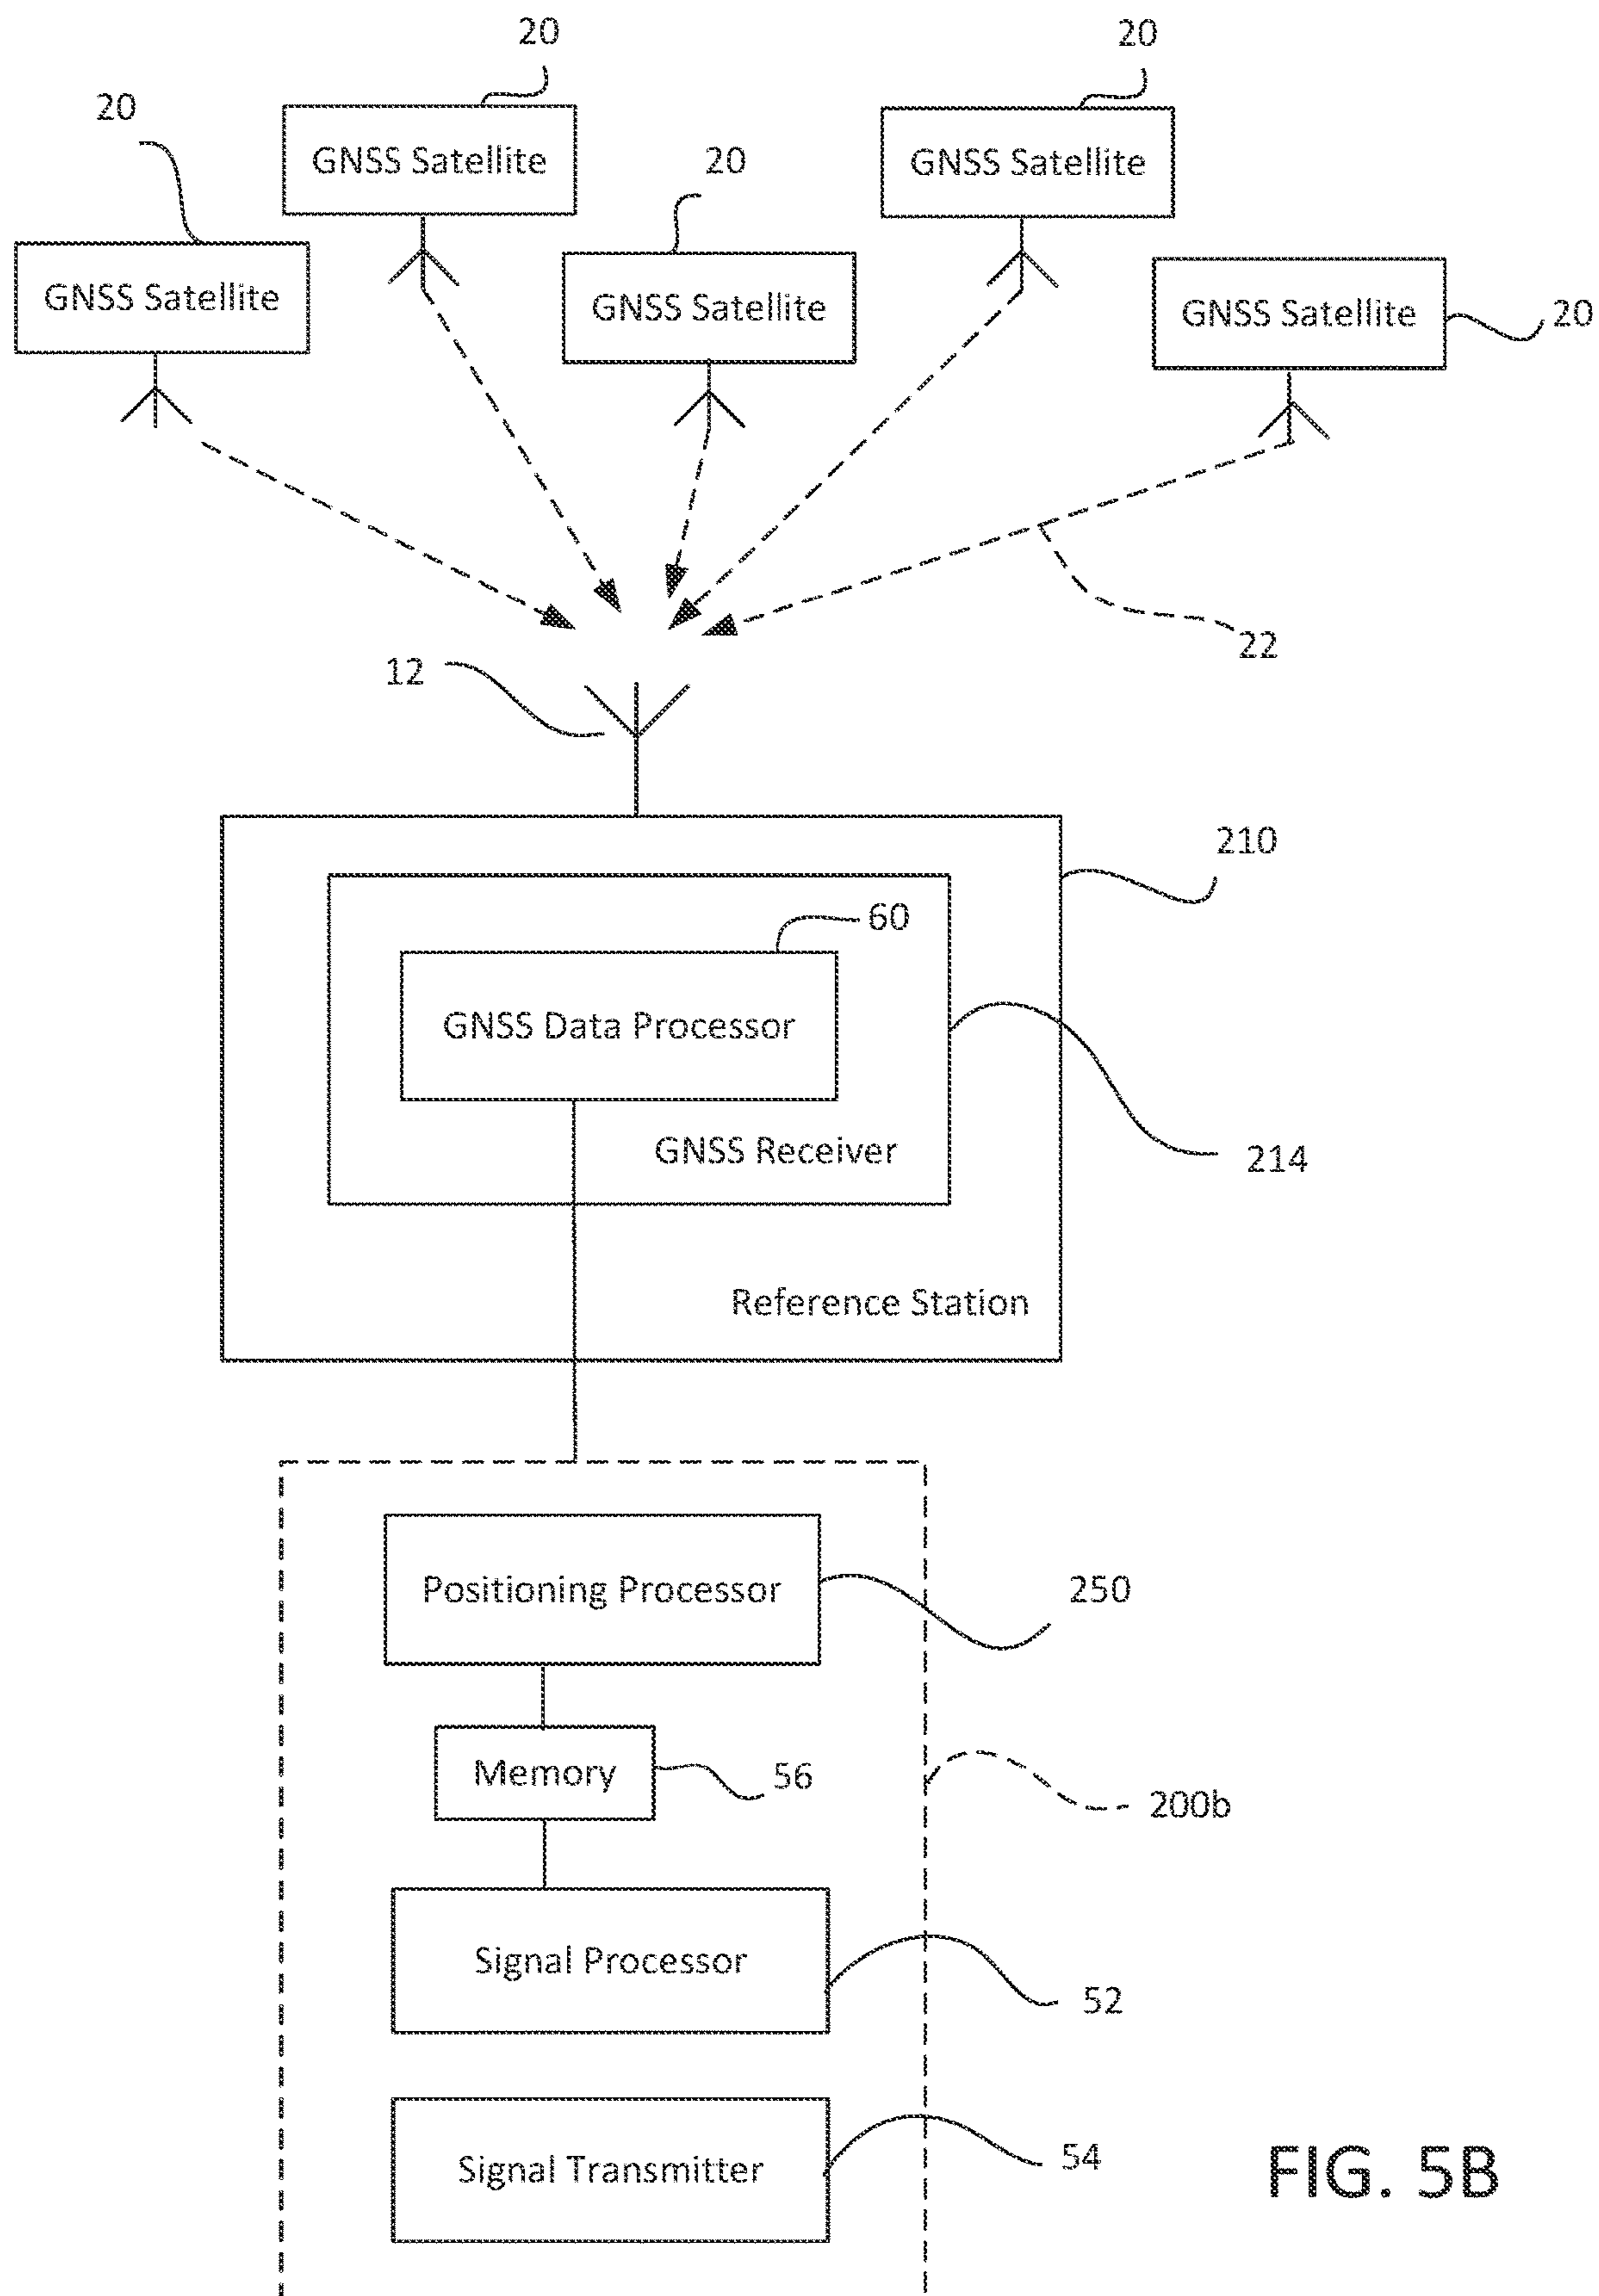 20
20
20
GNSS Satellite
GNSS Satellite
20
GNSS Satellite
GNSS Satellite
GNSS Satellite
20
22
12
210
60
GNSS Data Processor
GNSS Receiver
214
Reference Station
Positioning Processor
250
Memory
56
200b
Signal Processor
52
Signal Transmitter
54
FIG. 5B